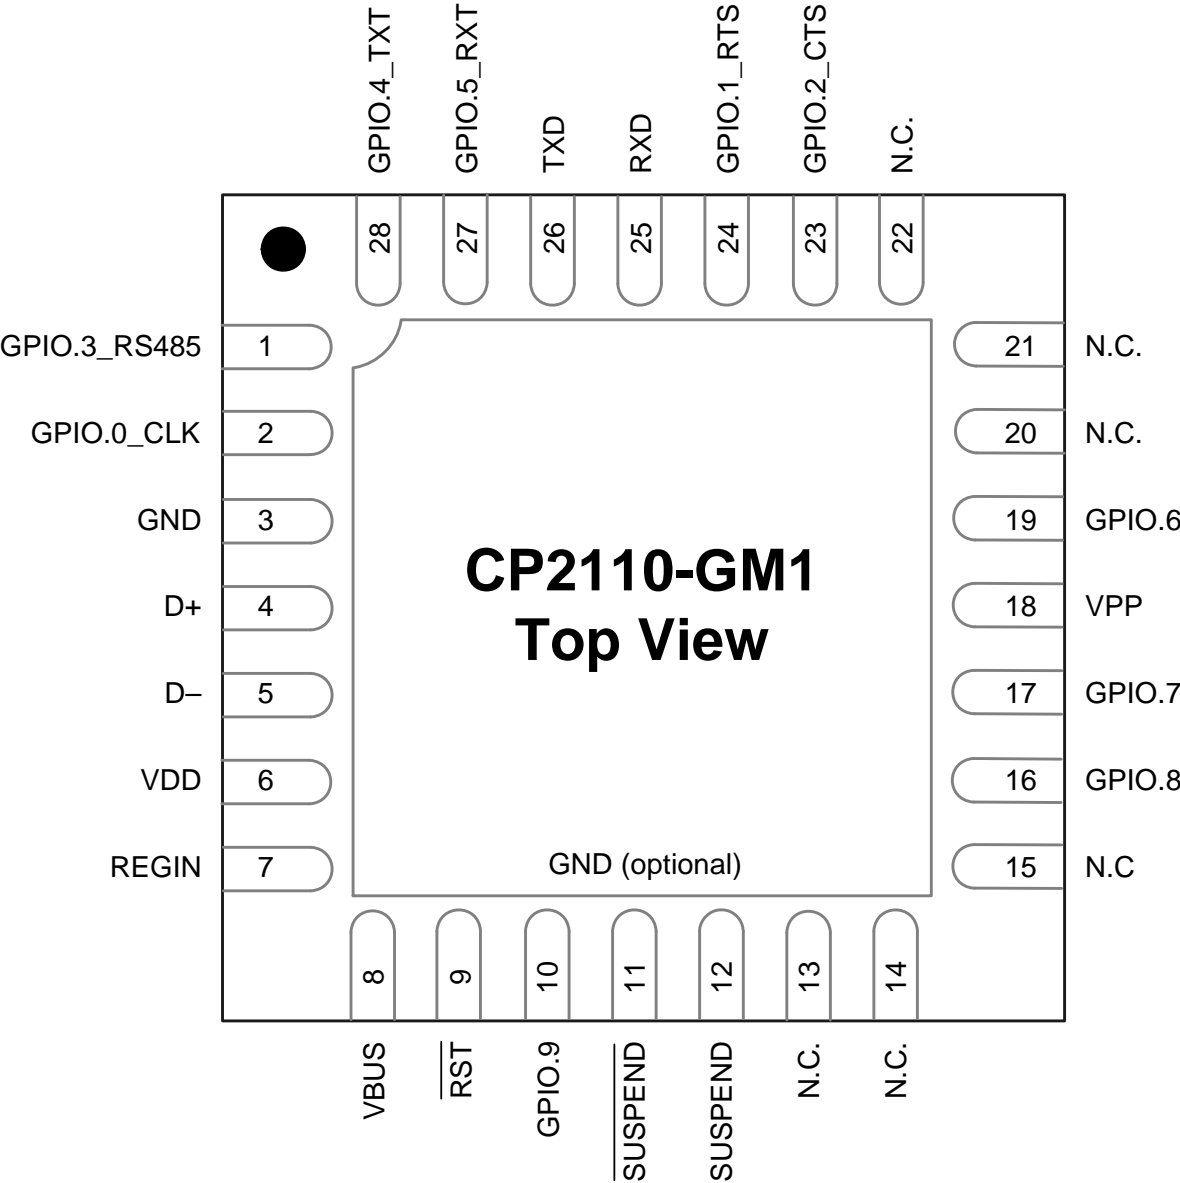 GPIO.4_TXT
GPIO.5_RXT
TXD
RXD
GPIO.1_RTS
GPIO.2_CTS
N.C.
28
27
26
25
24
23
22
GPIO.3_RS485 1
21 N.C.
GPIO.0_CLK 2
20 N.C.
GND 3
19 GPIO.6
D+ 4
18 VPP
D– 5
17 GPIO.7
VDD 6
16 GPIO.8
REGIN 7
15 N.C
CP2110-GM1
Top View
GND (optional)
8
9
10
11
12
13
14
VBUS
RST
GPIO.9
SUSPEND
SUSPEND
N.C.
N.C.